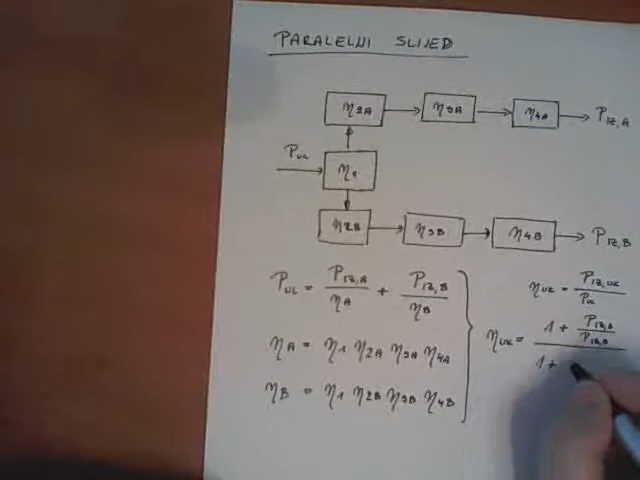 PARALELNI SLIJED
η2A η3A η4A P12,A
PUL η1
η2B η3B η4B P12,B
PUL = P12,A/ηA + P12,B/ηB
ηUK = P12,UK/PUL
ηA = η1 η2A η3A η4A
ηUK = 1 + P12,A/P12,B
1+
ηB = η1 η2B η3B η4B